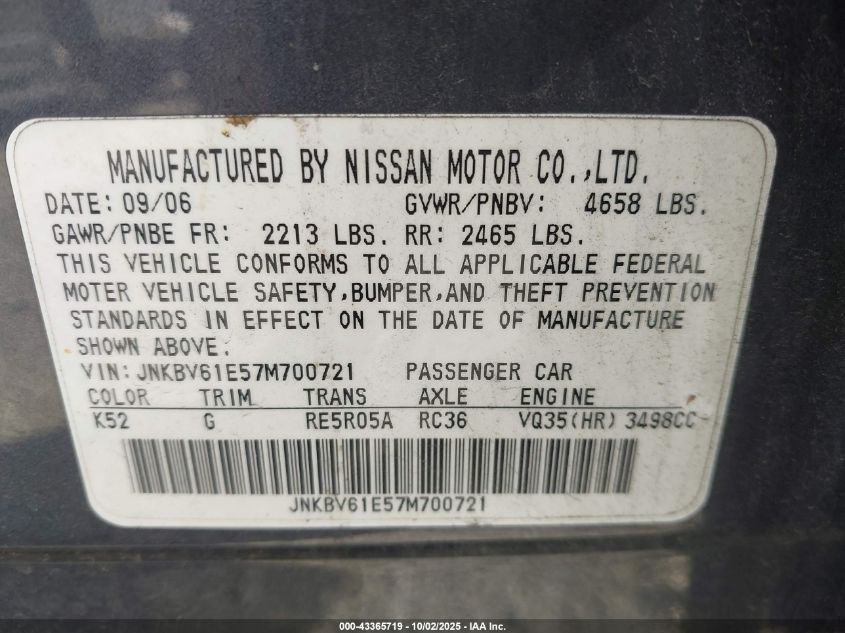 MANUFACTURED BY NISSAN MOTOR CO.,LTD.
DATE: 09/06 GVWR/PNBV: 4658 LBS.
GAWR/PNBE FR: 2213 LBS. RR: 2465 LBS.
THIS VEHICLE CONFORMS TO ALL APPLICABLE FEDERAL
MOTER VEHICLE SAFETY,BUMPER,AND THEFT PREVENTION
STANDARDS IN EFFECT ON THE DATE OF MANUFACTURE
SHOWN ABOVE.
VIN: JNKBV61E57M700721 PASSENGER CAR
COLOR TRIM TRANS AXLE ENGINE
K52 G RE5R05A RC36 VQ35(HR) 3498CC
JNKBV61E57M700721
000-43365719 - 10/02/2025 - IAA Inc.